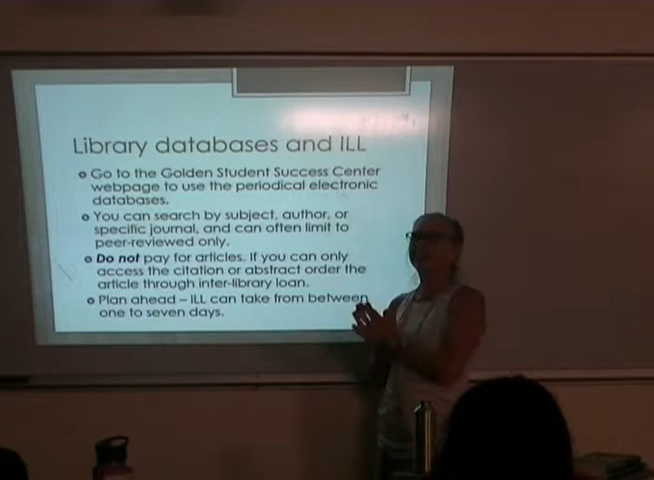 Library databases and ILL
Go to the Golden Student Success Center
webpage to use the periodical electronic
databases.
You can search by subject, author, or
specific journal, and can often limit to
peer-reviewed only.
Do not pay for articles. If you can only
access the citation or abstract order the
article through inter-library loan.
Plan ahead – ILL can take from between
one to seven days.